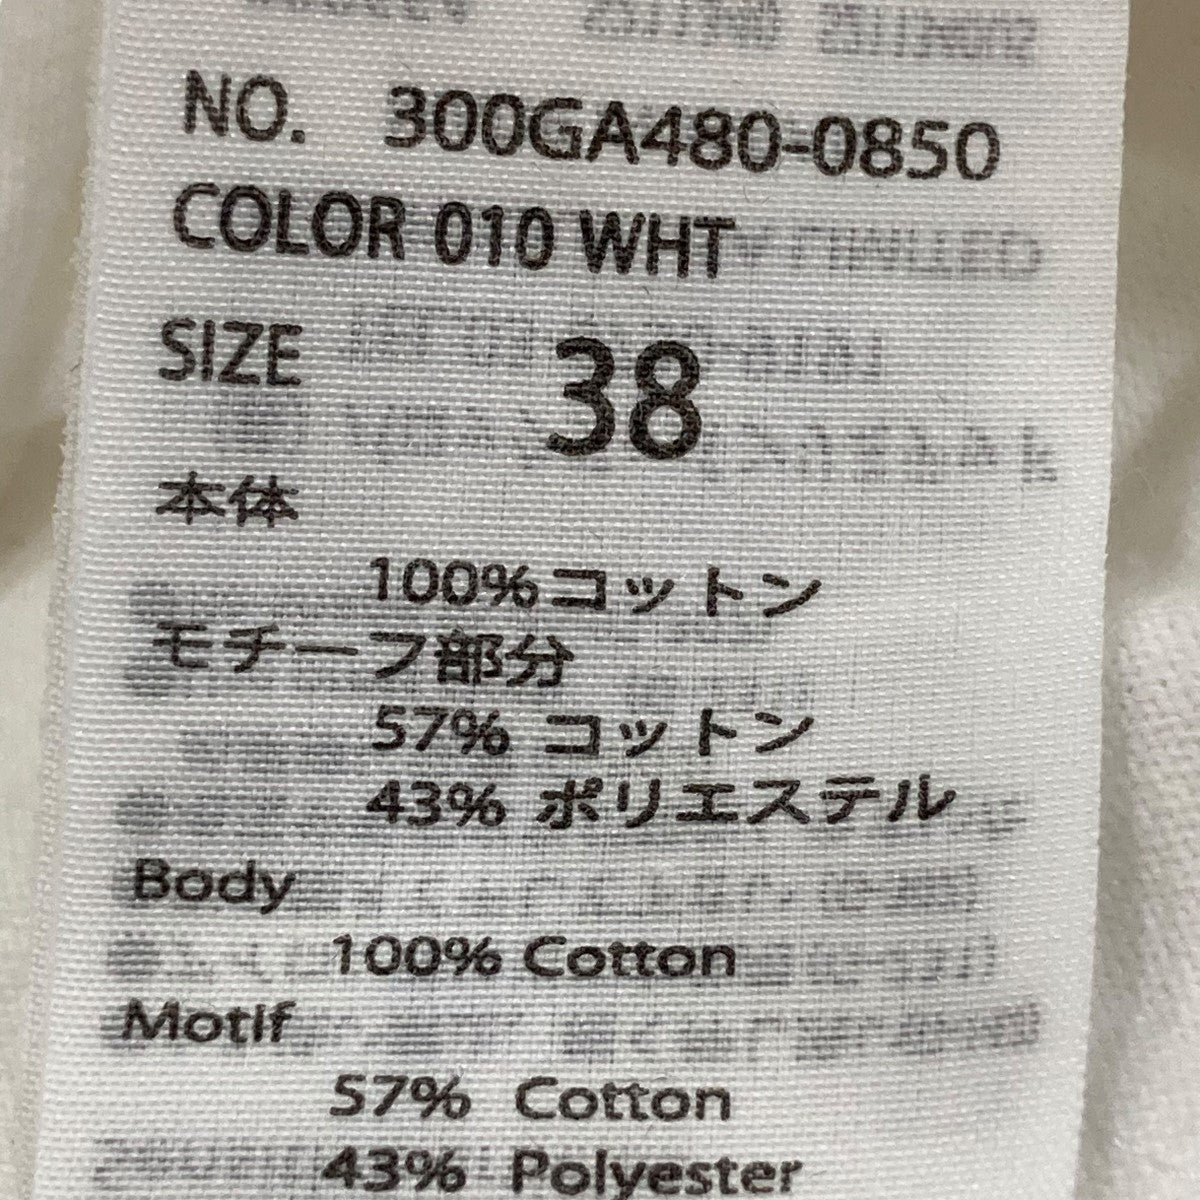 NO. 300GA480-0850
COLOR 010 WHT
SIZE 38
本体
100%コットン
モチーフ部分
57% コットン
43% ポリエステル
Body
100% Cotton
Motif
57% Cotton
43% Polyester